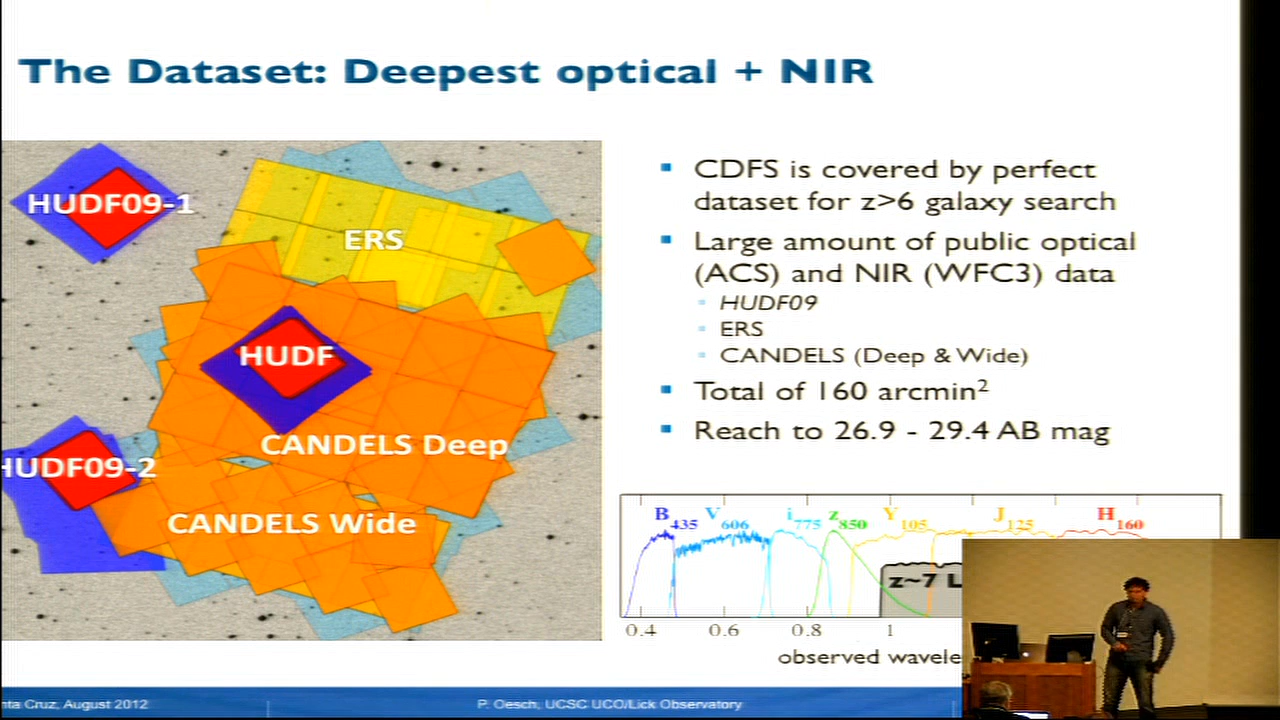 The Dataset: Deepest optical + NIR
HUDF09-1
ERS
HUDF
CANDELS Deep
HUDF09-2
CANDELS Wide
CDFS is covered by perfect
dataset for z>6 galaxy search
Large amount of public optical
(ACS) and NIR (WFC3) data
HUDF09
ERS
CANDELS (Deep & Wide)
Total of 160 arcmin²
Reach to 26.9 - 29.4 AB mag
B435 V606 i775 z850 Y105 J125 H160
z~7 L
0.4 0.6 0.8 1
observed wavele
nta Cruz, August 2012
P. Oesch, UCSC UCO/Lick Observatory